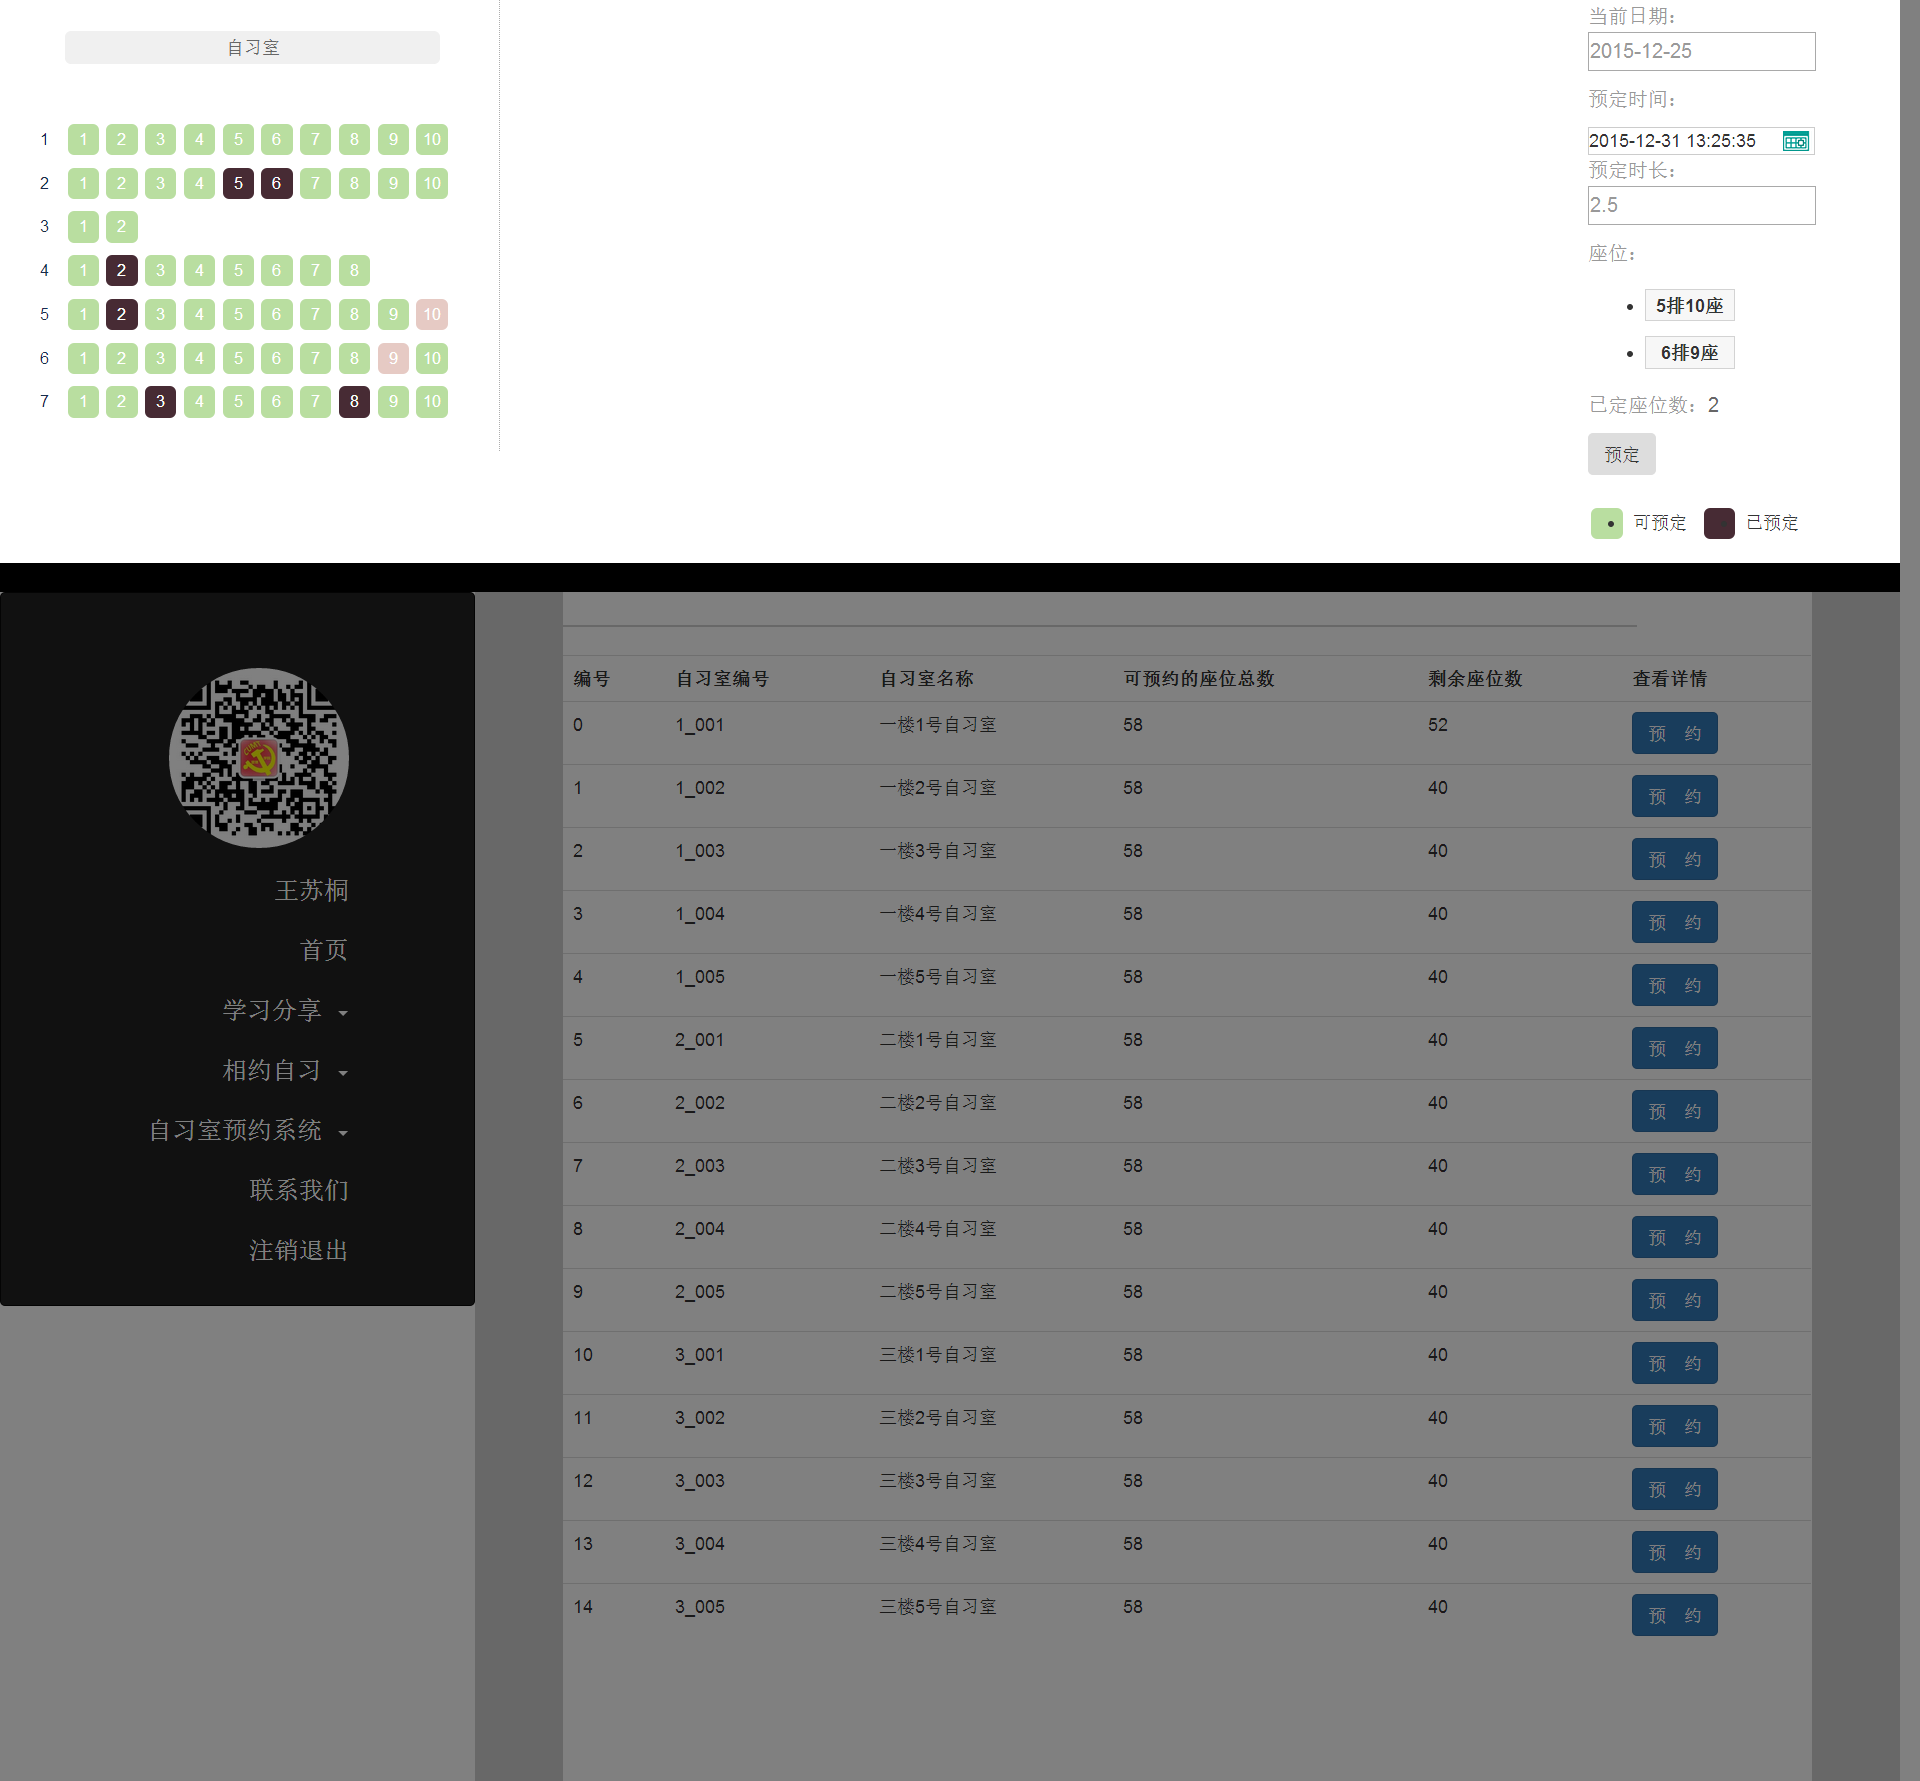 自习室
1 1 2 3 4 5 6 7 8 9 10
2 1 2 3 4 5 6 7 8 9 10
3 1 2
4 1 2 3 4 5 6 7 8
5 1 2 3 4 5 6 7 8 9 10
6 1 2 3 4 5 6 7 8 9 10
7 1 2 3 4 5 6 7 8 9 10
当前日期：
2015-12-25
预定时间：
2015-12-31 13:25:35
预定时长：
2.5
座位：
5排10座
6排9座
已定座位数：2
预定
可预定 已预定
王苏桐
首页
学习分享
相约自习
自习室预约系统
联系我们
注销退出
编号 自习室编号 自习室名称 可预约的座位总数 剩余座位数 查看详情
0 1_001 一楼1号自习室 58 52 预 约
1 1_002 一楼2号自习室 58 40 预 约
2 1_003 一楼3号自习室 58 40 预 约
3 1_004 一楼4号自习室 58 40 预 约
4 1_005 一楼5号自习室 58 40 预 约
5 2_001 二楼1号自习室 58 40 预 约
6 2_002 二楼2号自习室 58 40 预 约
7 2_003 二楼3号自习室 58 40 预 约
8 2_004 二楼4号自习室 58 40 预 约
9 2_005 二楼5号自习室 58 40 预 约
10 3_001 三楼1号自习室 58 40 预 约
11 3_002 三楼2号自习室 58 40 预 约
12 3_003 三楼3号自习室 58 40 预 约
13 3_004 三楼4号自习室 58 40 预 约
14 3_005 三楼5号自习室 58 40 预 约